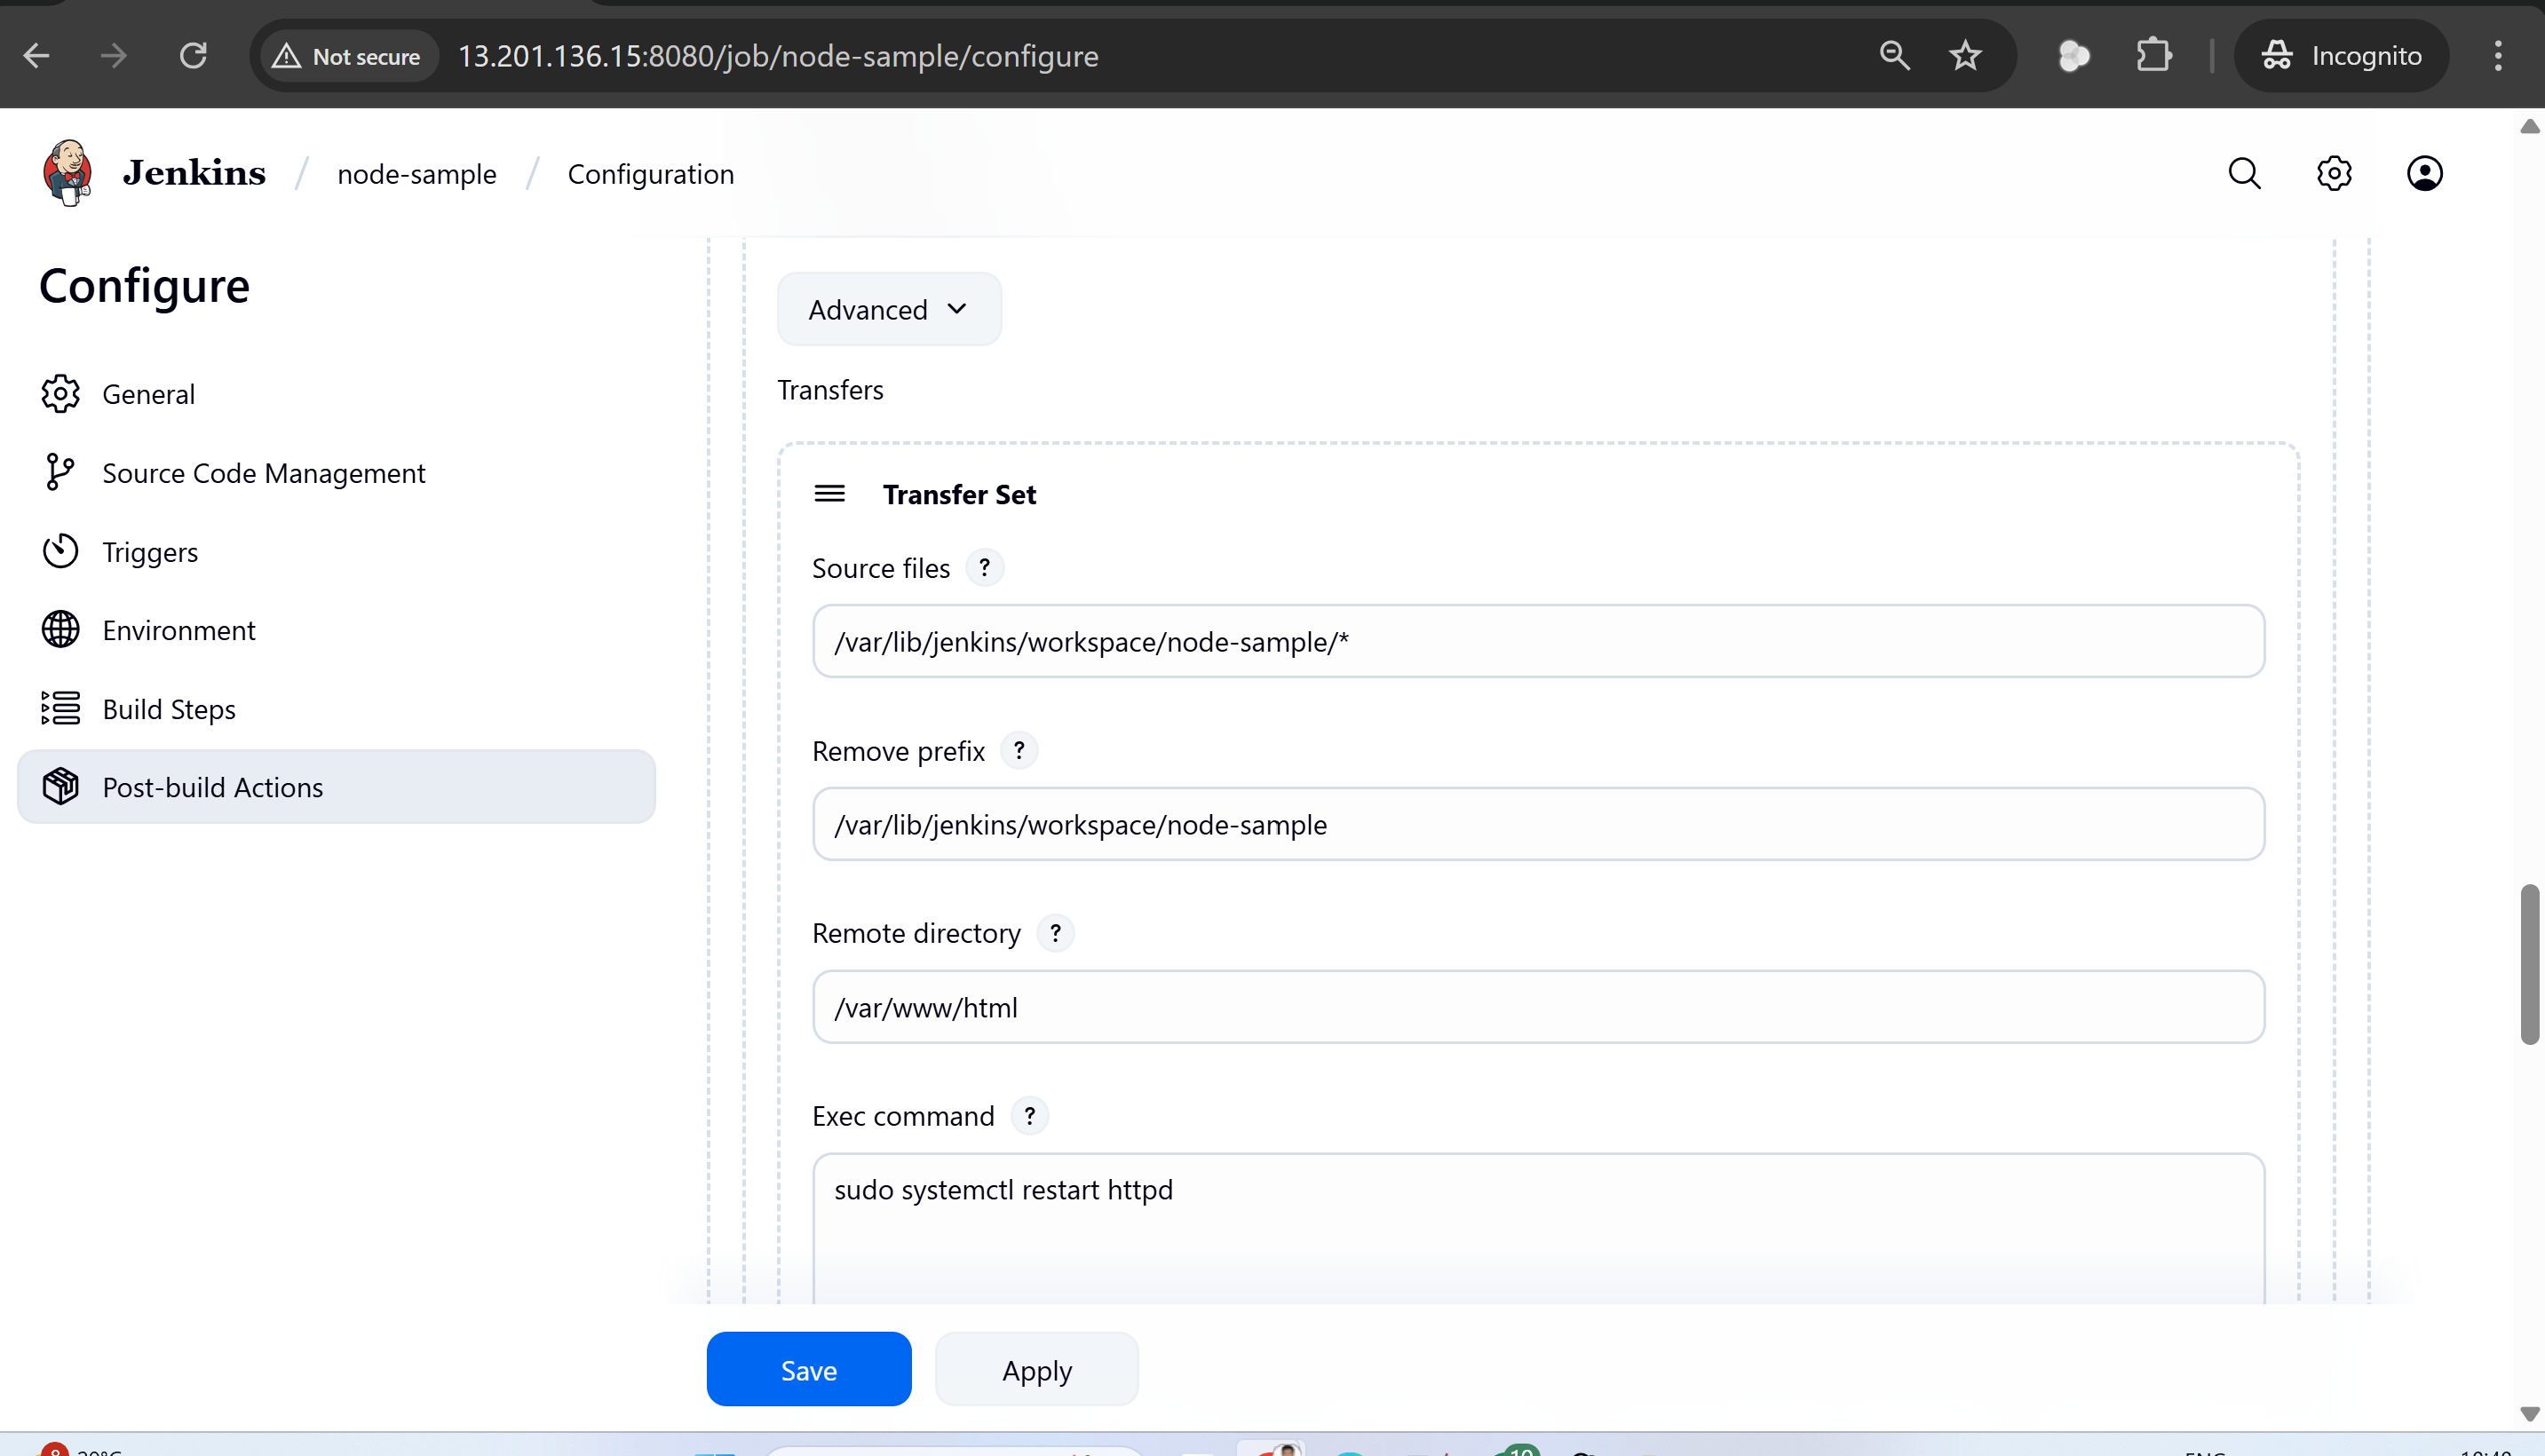 Not secure
13.201.136.15:8080/job/node-sample/configure
Incognito
Jenkins / node-sample / Configuration
Configure
General
Source Code Management
Triggers
Environment
Build Steps
Post-build Actions
Advanced
Transfers
Transfer Set
Source files ?
/var/lib/jenkins/workspace/node-sample/*
Remove prefix ?
/var/lib/jenkins/workspace/node-sample
Remote directory ?
/var/www/html
Exec command ?
sudo systemctl restart httpd
Save
Apply